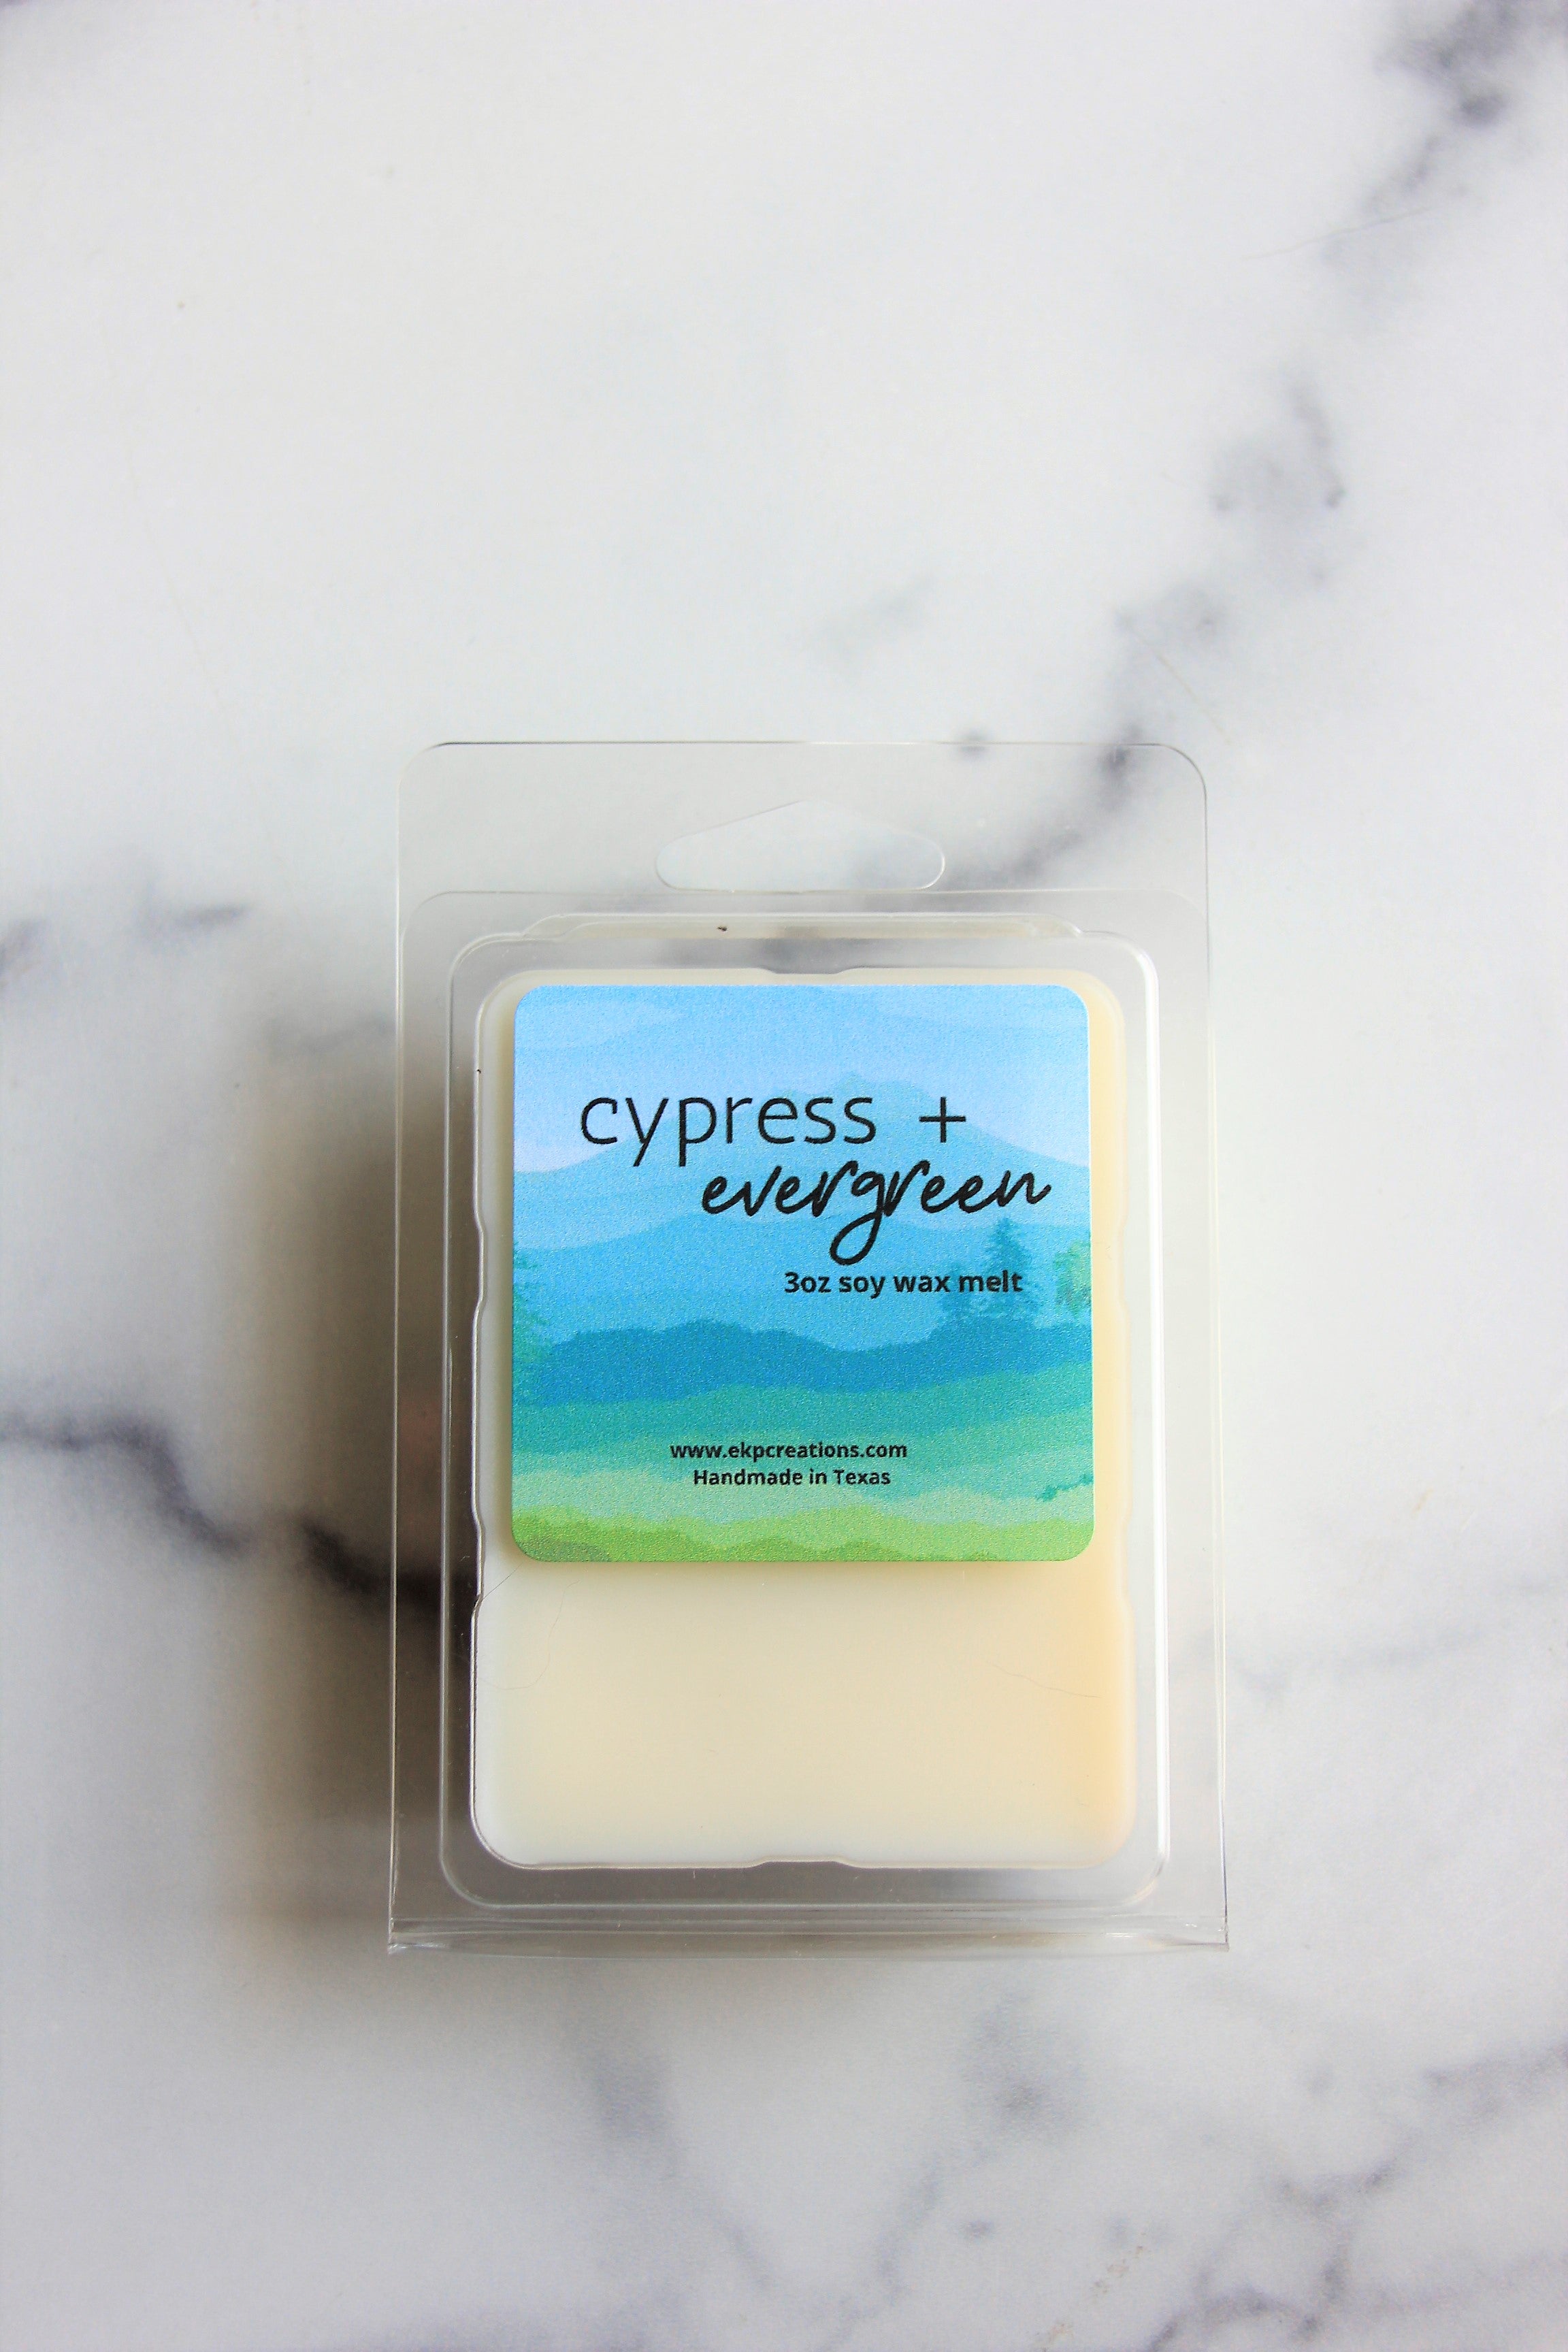 cypress +
evergreen
3oz soy wax melt
www.ekpcreations.com
Handmade in Texas